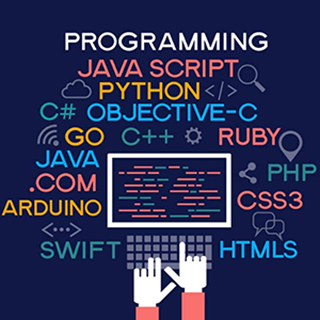 PROGRAMMING
JAVA SCRIPT
PYTHON </>
C# OBJECTIVE-C
GO C++ RUBY
JAVA PHP
.COM CSS3
ARDUINO
SWIFT HTMLS